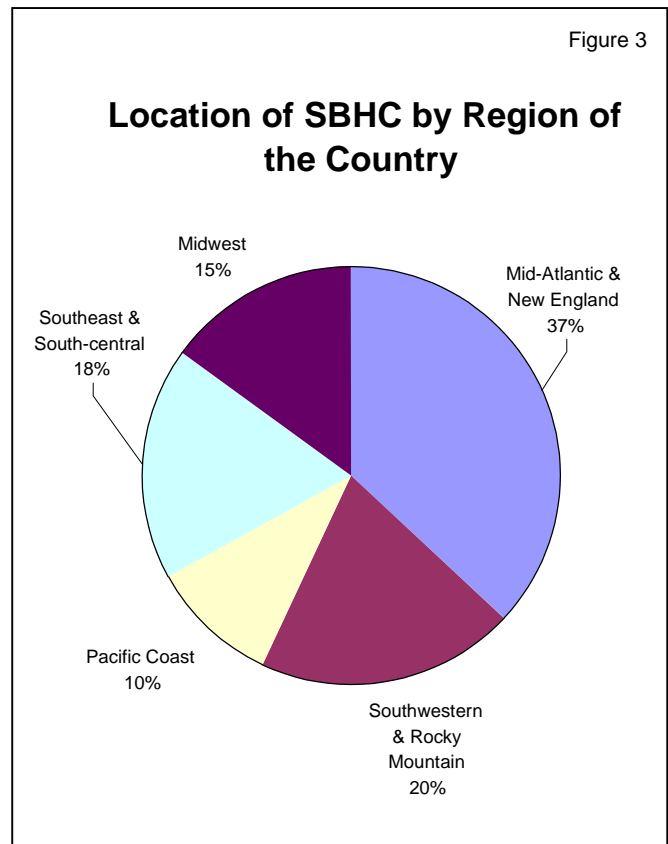 Figure 3
Location of SBHC by Region of
the Country
Midwest
15%
Mid-Atlantic &
New England
37%
Southeast &
South-central
18%
Pacific Coast
10%
Southwestern
& Rocky
Mountain
20%